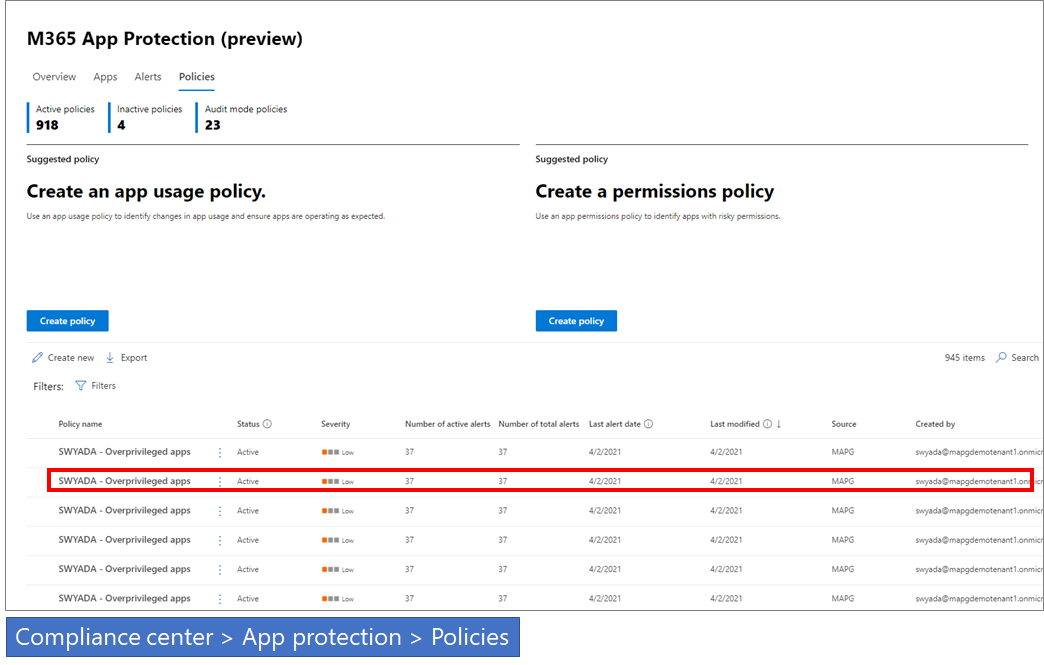 M365 App Protection (preview)
Overview Apps Alerts Policies
Active policies Inactive policies Audit mode policies
918 4 23
Suggested policy Suggested policy
Create an app usage policy. Create a permissions policy
Use an app usage policy to identify changes in app usage and ensure apps are operating as expected. Use an app permissions policy to identify apps with risky permissions.
Create policy Create policy
Create new Export 945 items Search
Filters: Filters
Policy name Status Severity Number of active alerts Number of total alerts Last alert date Last modified ↓ Source Created by
SWYADA - Overprivileged apps Active Low 37 37 4/2/2021 4/2/2021 MAPG swyada@mapgdemotenant1.onmicr
SWYADA - Overprivileged apps Active Low 37 37 4/2/2021 4/2/2021 MAPG swyada@mapgdemotenant1.onmicr
SWYADA - Overprivileged apps Active Low 37 37 4/2/2021 4/2/2021 MAPG swyada@mapgdemotenant1.onmicr
SWYADA - Overprivileged apps Active Low 37 37 4/2/2021 4/2/2021 MAPG swyada@mapgdemotenant1.onmicr
SWYADA - Overprivileged apps Active Low 37 37 4/2/2021 4/2/2021 MAPG swyada@mapgdemotenant1.onmicr
SWYADA - Overprivileged apps Active Low 37 37 4/2/2021 4/2/2021 MAPG swyada@mapgdemotenant1.onmicr
Compliance center > App protection > Policies